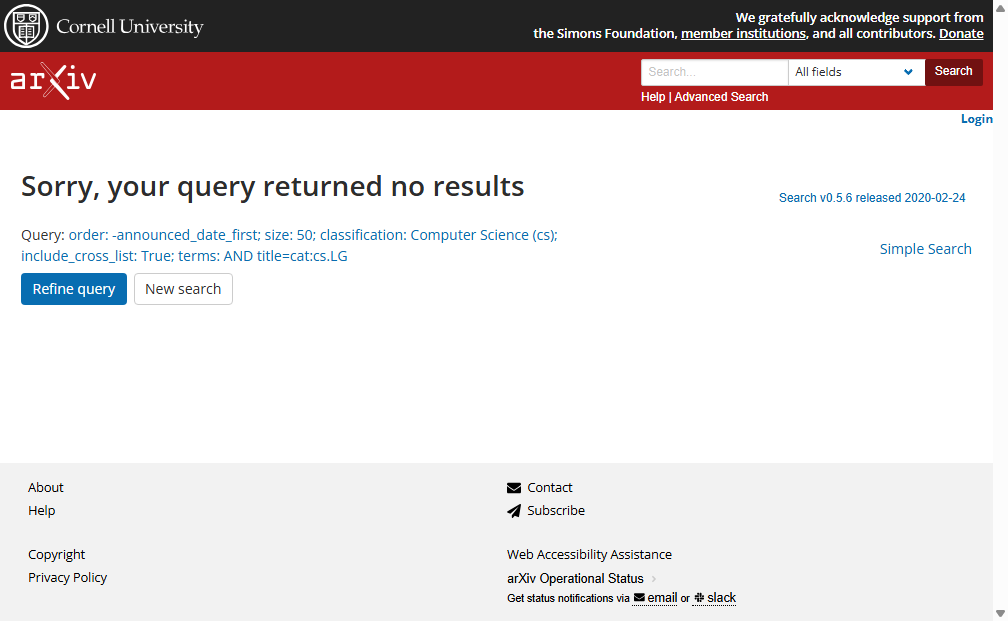 Cornell University
We gratefully acknowledge support from
the Simons Foundation, member institutions, and all contributors. Donate
arXiv
Search...
All fields
Search
Help | Advanced Search
Login
Sorry, your query returned no results
Search v0.5.6 released 2020-02-24
Query: order: -announced_date_first; size: 50; classification: Computer Science (cs);
include_cross_list: True; terms: AND title=cat:cs.LG
Simple Search
Refine query
New search
About
Help
Contact
Subscribe
Copyright
Privacy Policy
Web Accessibility Assistance
arXiv Operational Status
Get status notifications via email or slack